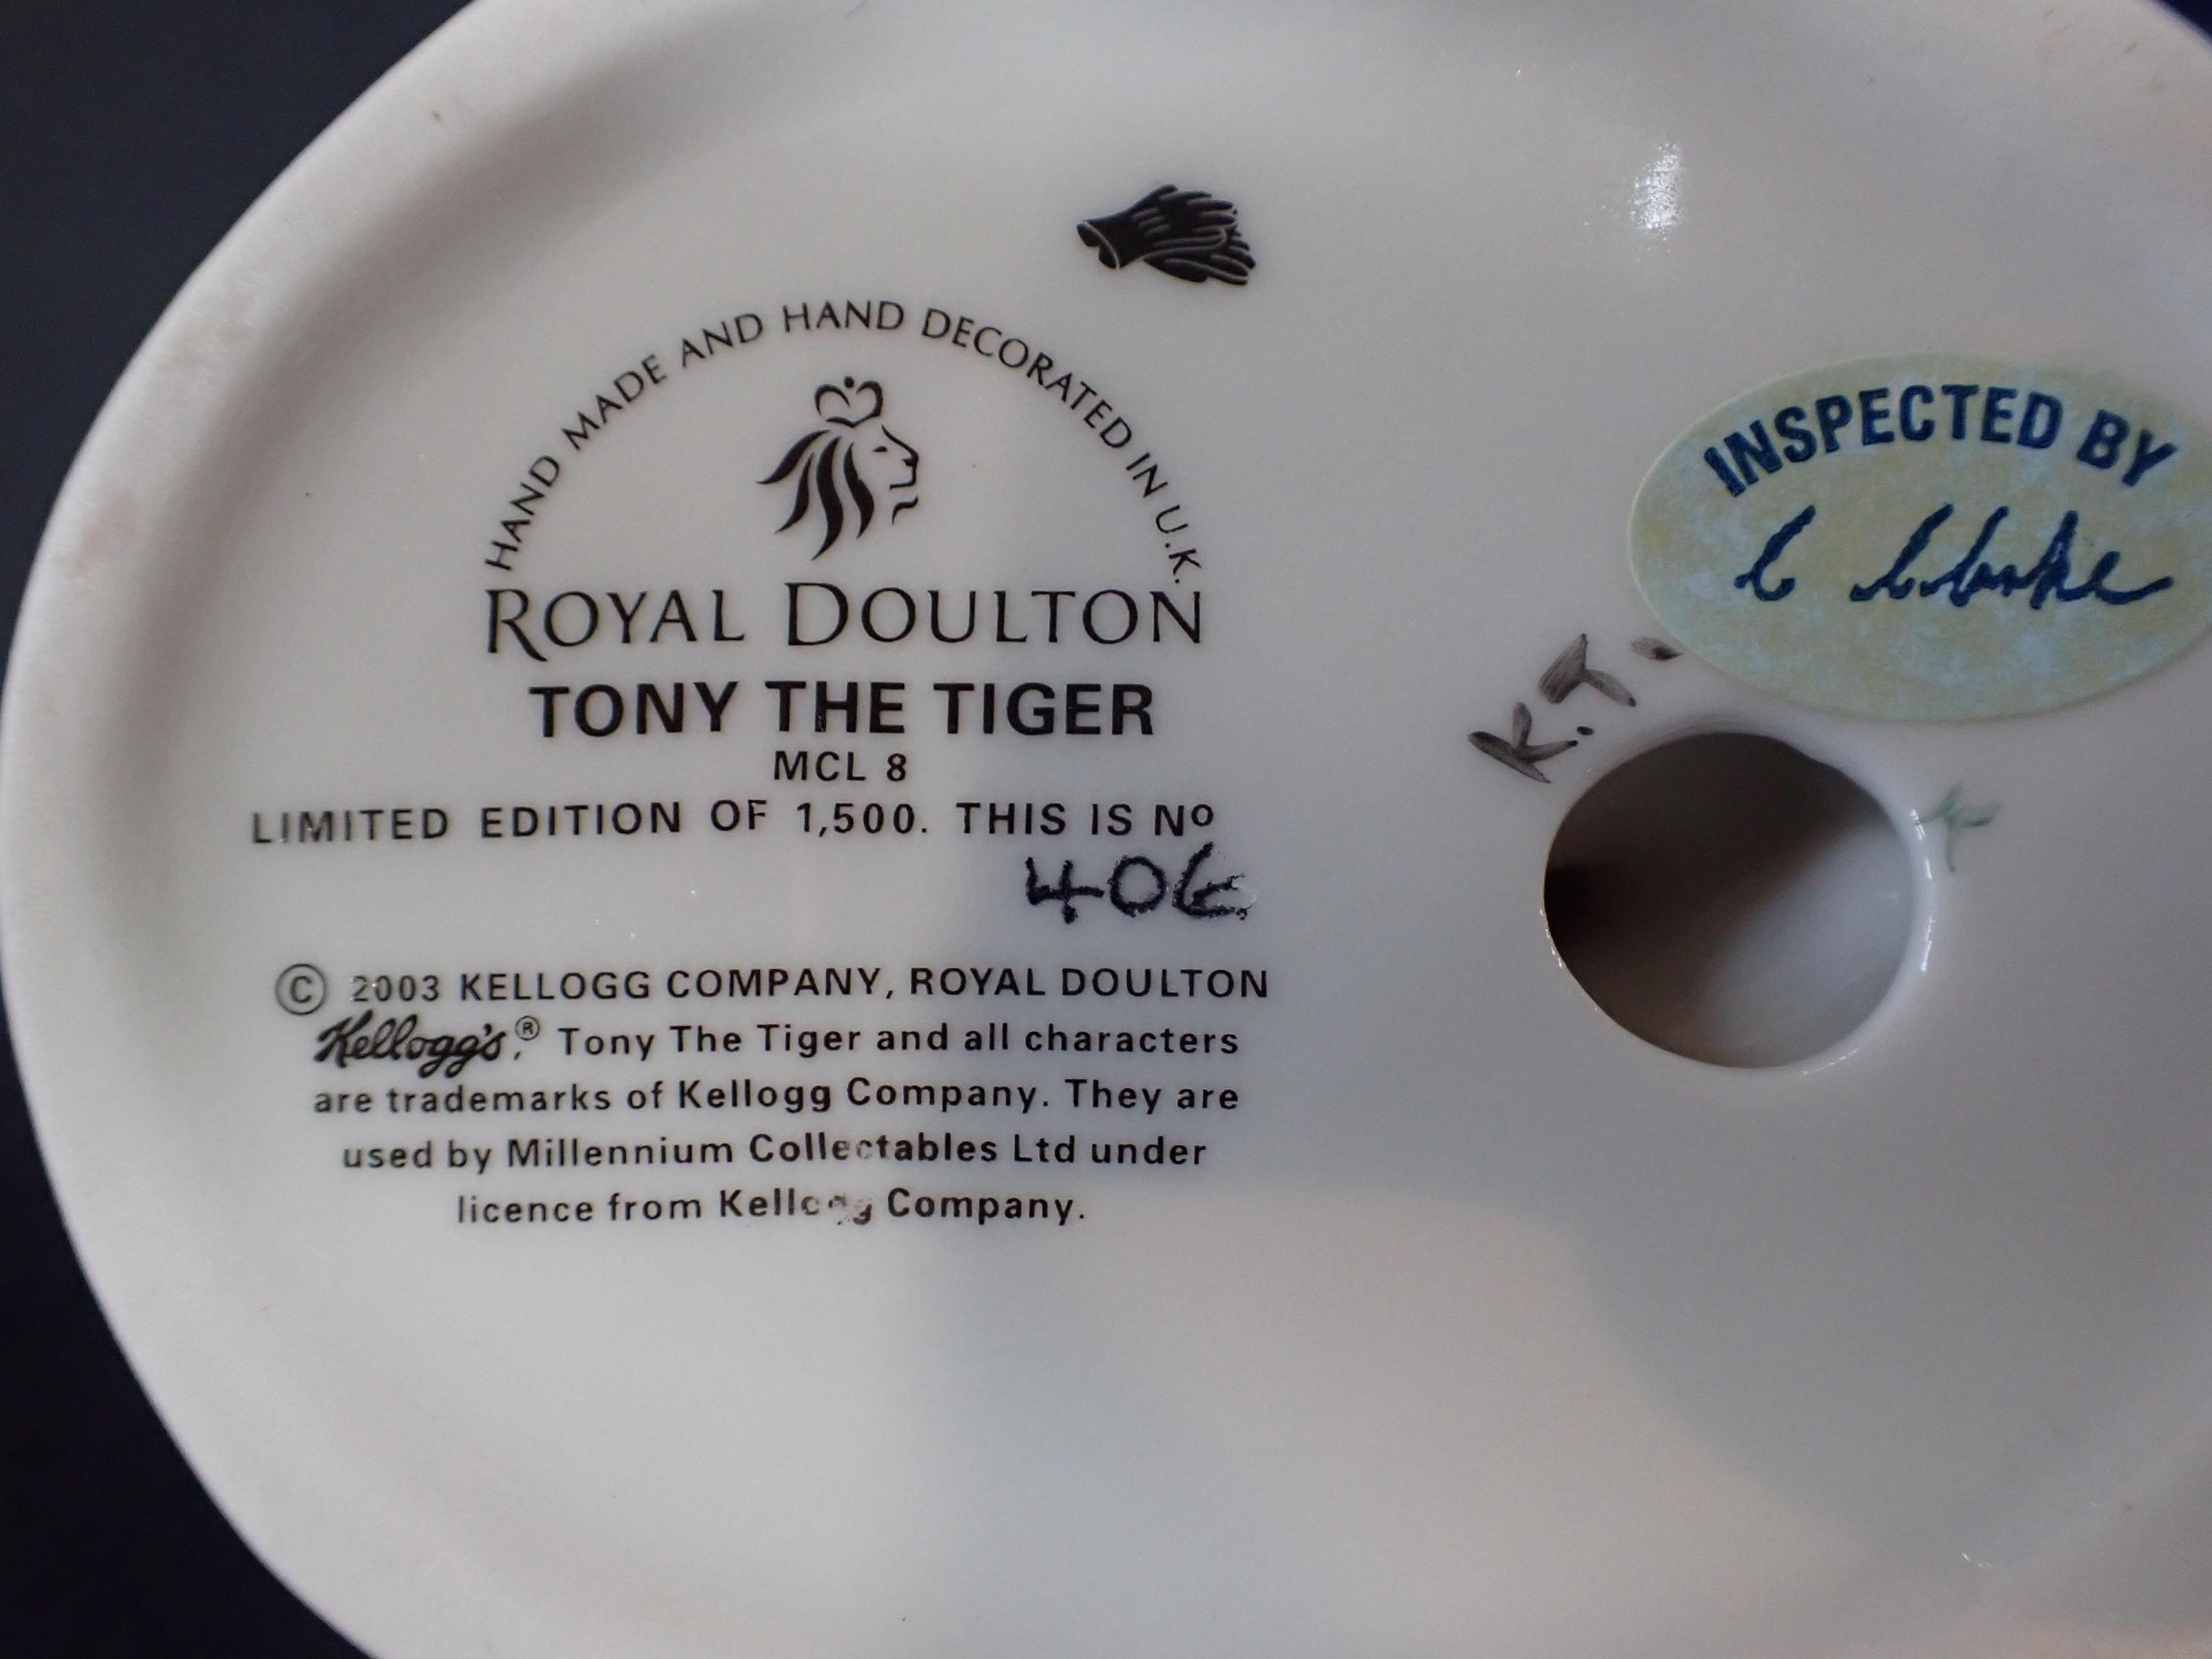 HAND MADE AND HAND DECORATED IN U.K.
ROYAL DOULTON
TONY THE TIGER
MCL 8
LIMITED EDITION OF 1,500. THIS IS Nº
406
© 2003 KELLOGG COMPANY, ROYAL DOULTON
Kellogg's,® Tony The Tiger and all characters
are trademarks of Kellogg Company. They are
used by Millennium Collectables Ltd under
licence from Kellogg Company.
INSPECTED BY
K.T.